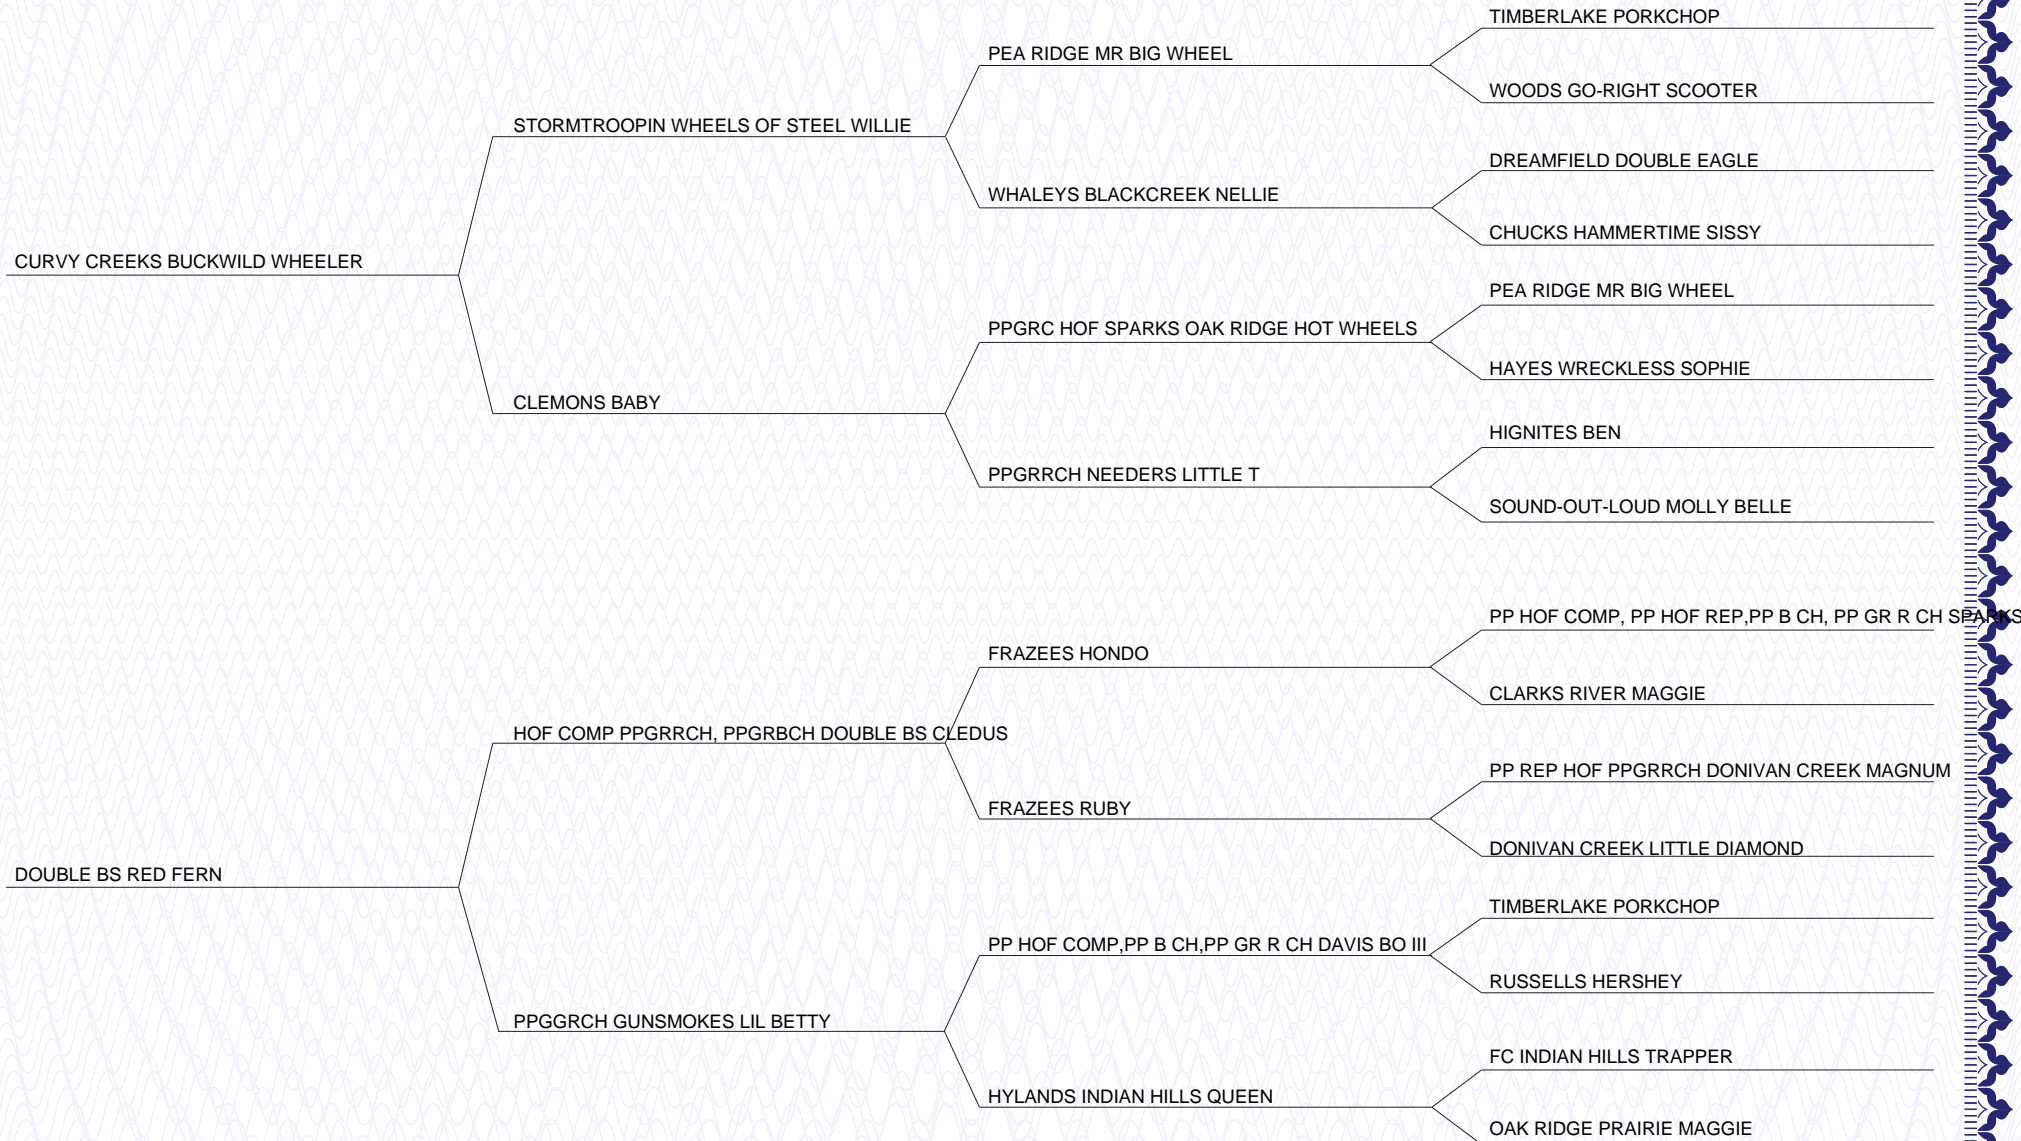 TIMBERLAKE PORKCHOP
PEA RIDGE MR BIG WHEEL
WOODS GO-RIGHT SCOOTER
STORMTROOPIN WHEELS OF STEEL WILLIE
DREAMFIELD DOUBLE EAGLE
WHALEYS BLACKCREEK NELLIE
CHUCKS HAMMERTIME SISSY
CURVY CREEKS BUCKWILD WHEELER
PEA RIDGE MR BIG WHEEL
PPGRC HOF SPARKS OAK RIDGE HOT WHEELS
HAYES WRECKLESS SOPHIE
CLEMONS BABY
HIGNITES BEN
PPGRRCH NEEDERS LITTLE T
SOUND-OUT-LOUD MOLLY BELLE
PP HOF COMP, PP HOF REP,PP B CH, PP GR R CH SPARKS
FRAZEES HONDO
CLARKS RIVER MAGGIE
HOF COMP PPGRRCH, PPGRBCH DOUBLE BS CLEDUS
PP REP HOF PPGRRCH DONIVAN CREEK MAGNUM
FRAZEES RUBY
DONIVAN CREEK LITTLE DIAMOND
DOUBLE BS RED FERN
TIMBERLAKE PORKCHOP
PP HOF COMP,PP B CH,PP GR R CH DAVIS BO III
RUSSELLS HERSHEY
PPGGRCH GUNSMOKES LIL BETTY
FC INDIAN HILLS TRAPPER
HYLANDS INDIAN HILLS QUEEN
OAK RIDGE PRAIRIE MAGGIE